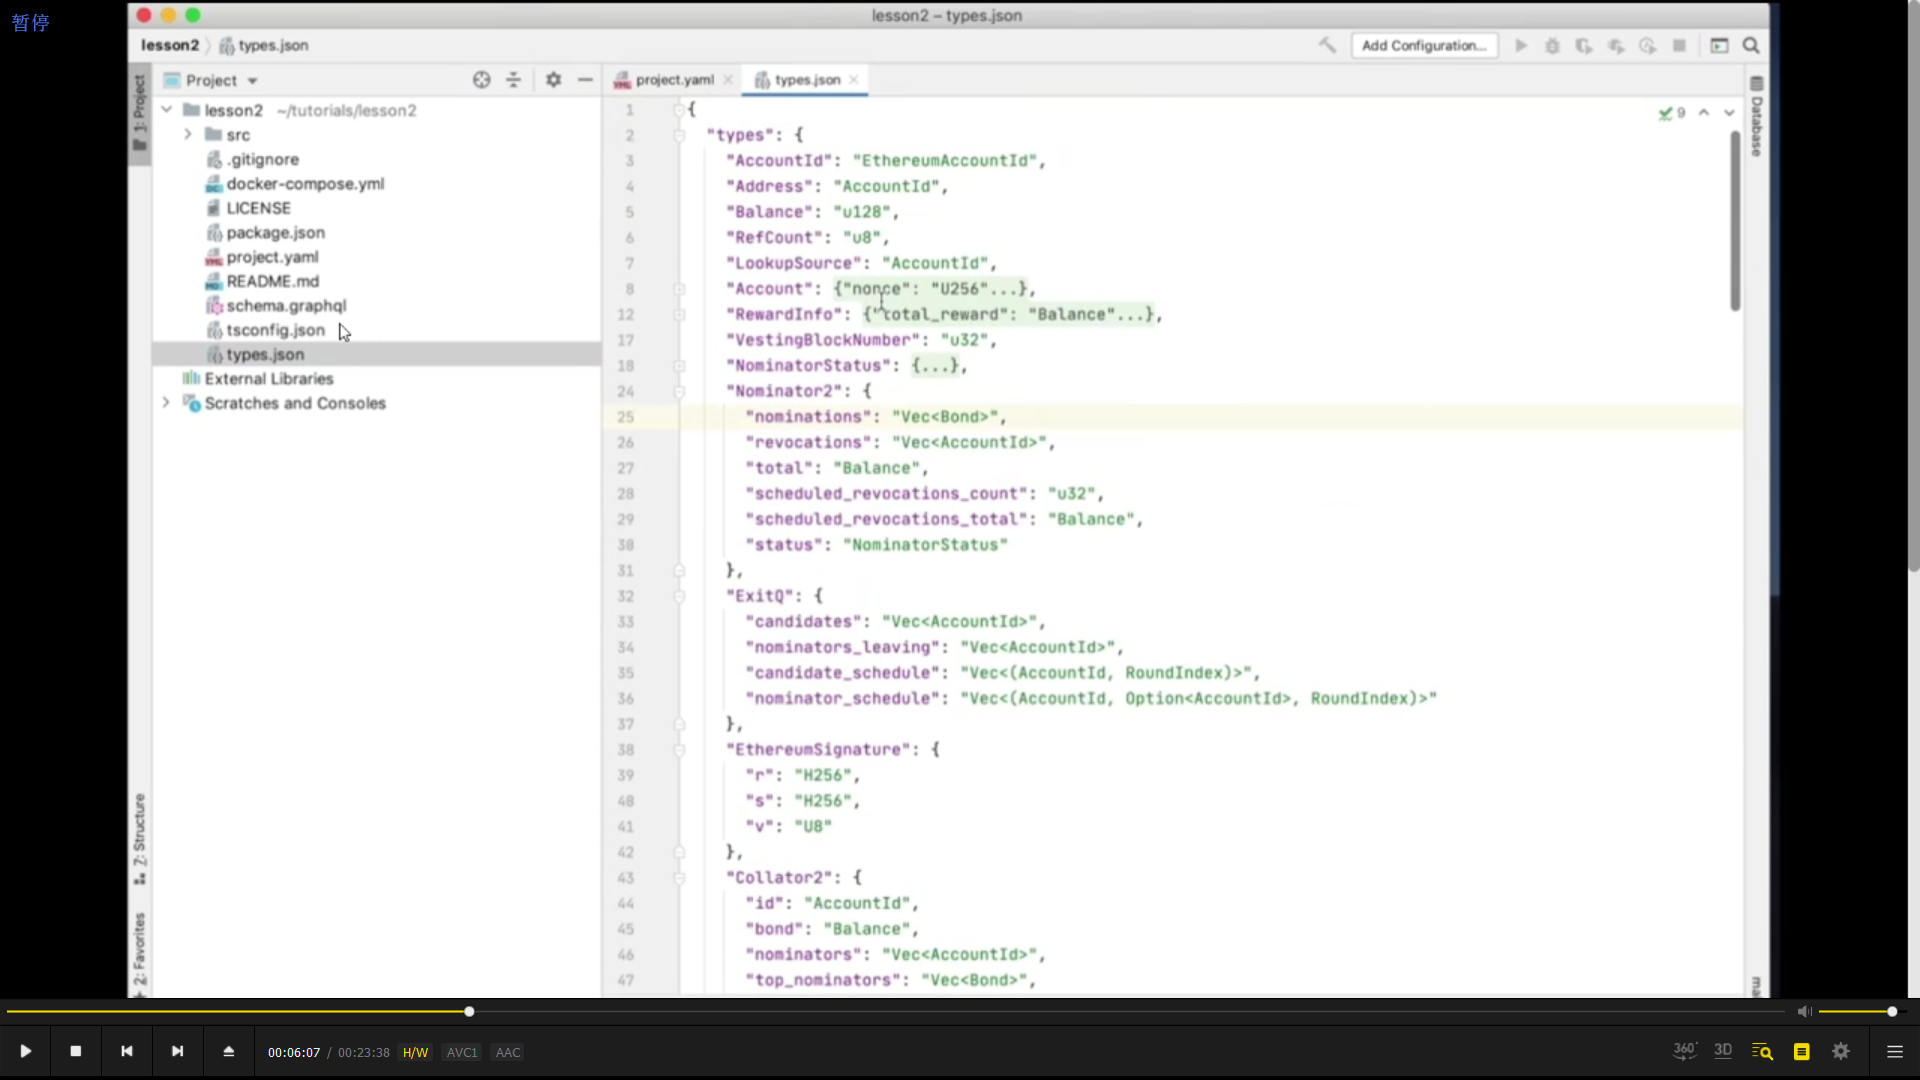 暂停
lesson2 – types.json
lesson2 types.json
Add Configuration...
1: Project
Project
project.yaml
types.json
lesson2 ~/tutorials/lesson2
src
.gitignore
docker-compose.yml
LICENSE
package.json
project.yaml
README.md
schema.graphql
tsconfig.json
types.json
External Libraries
Scratches and Consoles
7: Structure
2: Favorites
9
Database
1 {
2 "types": {
3 "AccountId": "EthereumAccountId",
4 "Address": "AccountId",
5 "Balance": "u128",
6 "RefCount": "u8",
7 "LookupSource": "AccountId",
8 "Account": {"nonce": "U256"...},
12 "RewardInfo": {"total_reward": "Balance"...},
17 "VestingBlockNumber": "u32",
18 "NominatorStatus": {...},
24 "Nominator2": {
25 "nominations": "Vec<Bond>",
26 "revocations": "Vec<AccountId>",
27 "total": "Balance",
28 "scheduled_revocations_count": "u32",
29 "scheduled_revocations_total": "Balance",
30 "status": "NominatorStatus"
31 },
32 "ExitQ": {
33 "candidates": "Vec<AccountId>",
34 "nominators_leaving": "Vec<AccountId>",
35 "candidate_schedule": "Vec<(AccountId, RoundIndex)>",
36 "nominator_schedule": "Vec<(AccountId, Option<AccountId>, RoundIndex)>"
37 },
38 "EthereumSignature": {
39 "r": "H256",
40 "s": "H256",
41 "v": "U8"
42 },
43 "Collator2": {
44 "id": "AccountId",
45 "bond": "Balance",
46 "nominators": "Vec<AccountId>",
47 "top_nominators": "Vec<Bond>",
00:06:07 / 00:23:38 H/W AVC1 AAC
360° 3D